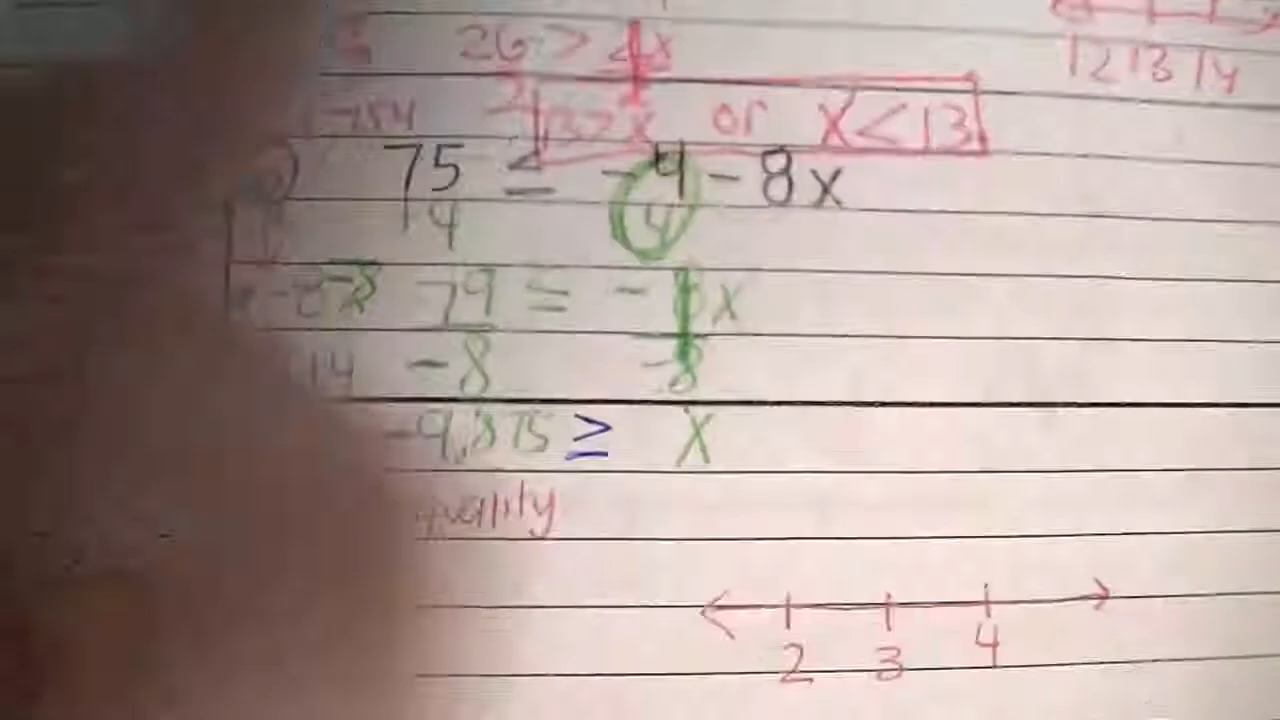 26 > 2x
12 13 14
13 > x or x < 13
75 ≤ -4 - 8x
4 4
79 ≤ -8x
-8 -8
-9.875 ≥ x
quality
2 3 4